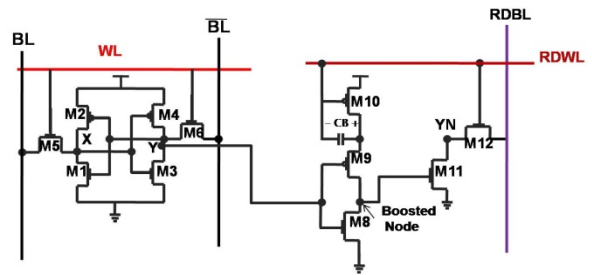 BL
WL
BL
RDBL
RDWL
M2
M4
M10
X
Y
M6
- CB +
YN
M5
M12
M1
M3
M9
M11
M8
Boosted
Node